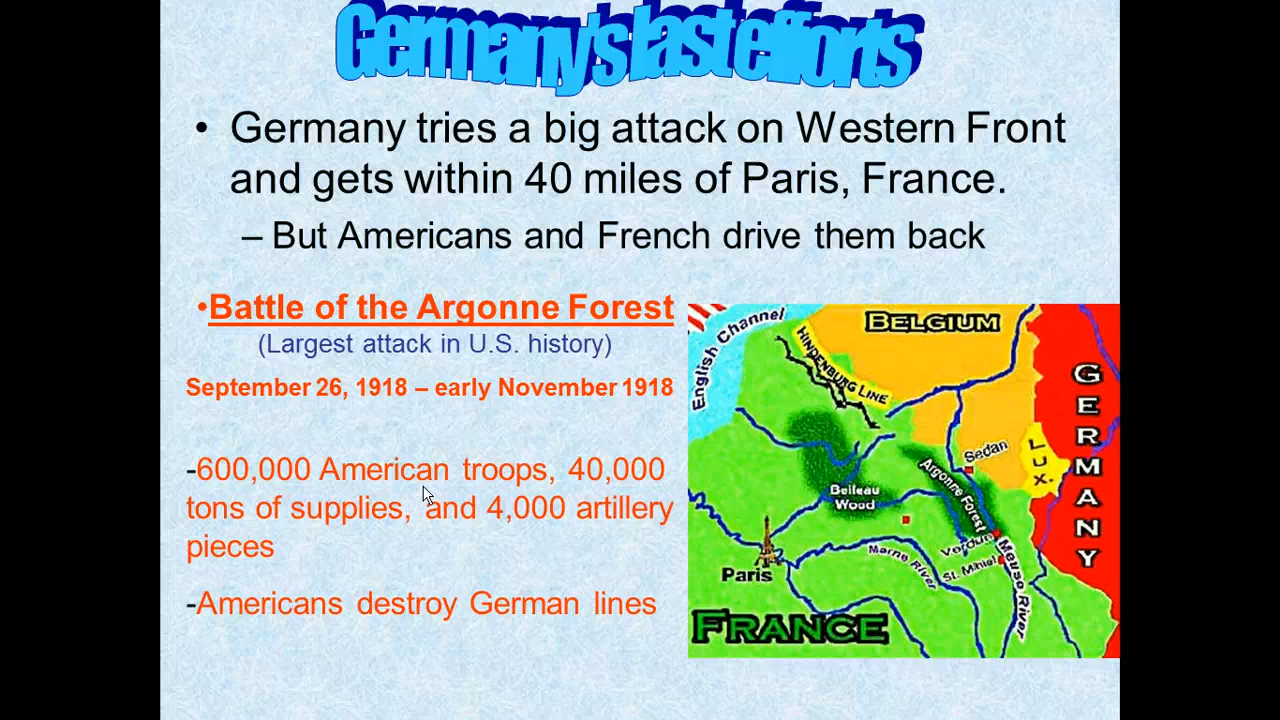 Germany's last efforts
• Germany tries a big attack on Western Front
and gets within 40 miles of Paris, France.
– But Americans and French drive them back
•Battle of the Argonne Forest
(Largest attack in U.S. history)
September 26, 1918 – early November 1918
-600,000 American troops, 40,000
tons of supplies, and 4,000 artillery
pieces
-Americans destroy German lines
English Channel
BELGIUM
HINDENBURG LINE
GERMANY
LUX.
Sedan
Argonne Forest
Belleau
Wood
Verdun
St. Mihiel
Marne River
Meuse River
Paris
FRANCE